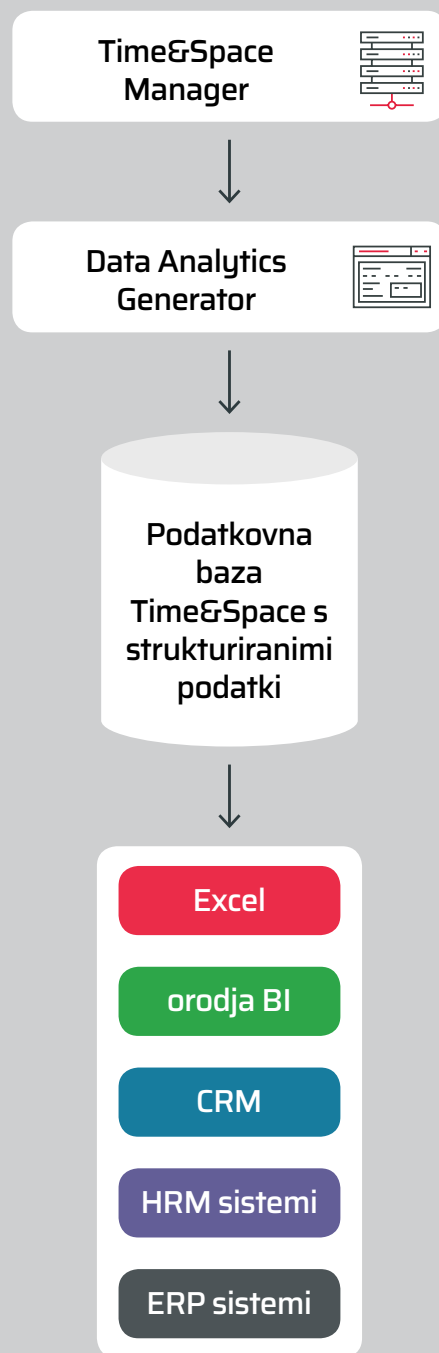 Time&Space
Manager
Data Analytics
Generator
Podatkovna
baza
Time&Space s
strukturiranimi
podatki
Excel
orodja BI
CRM
HRM sistemi
ERP sistemi